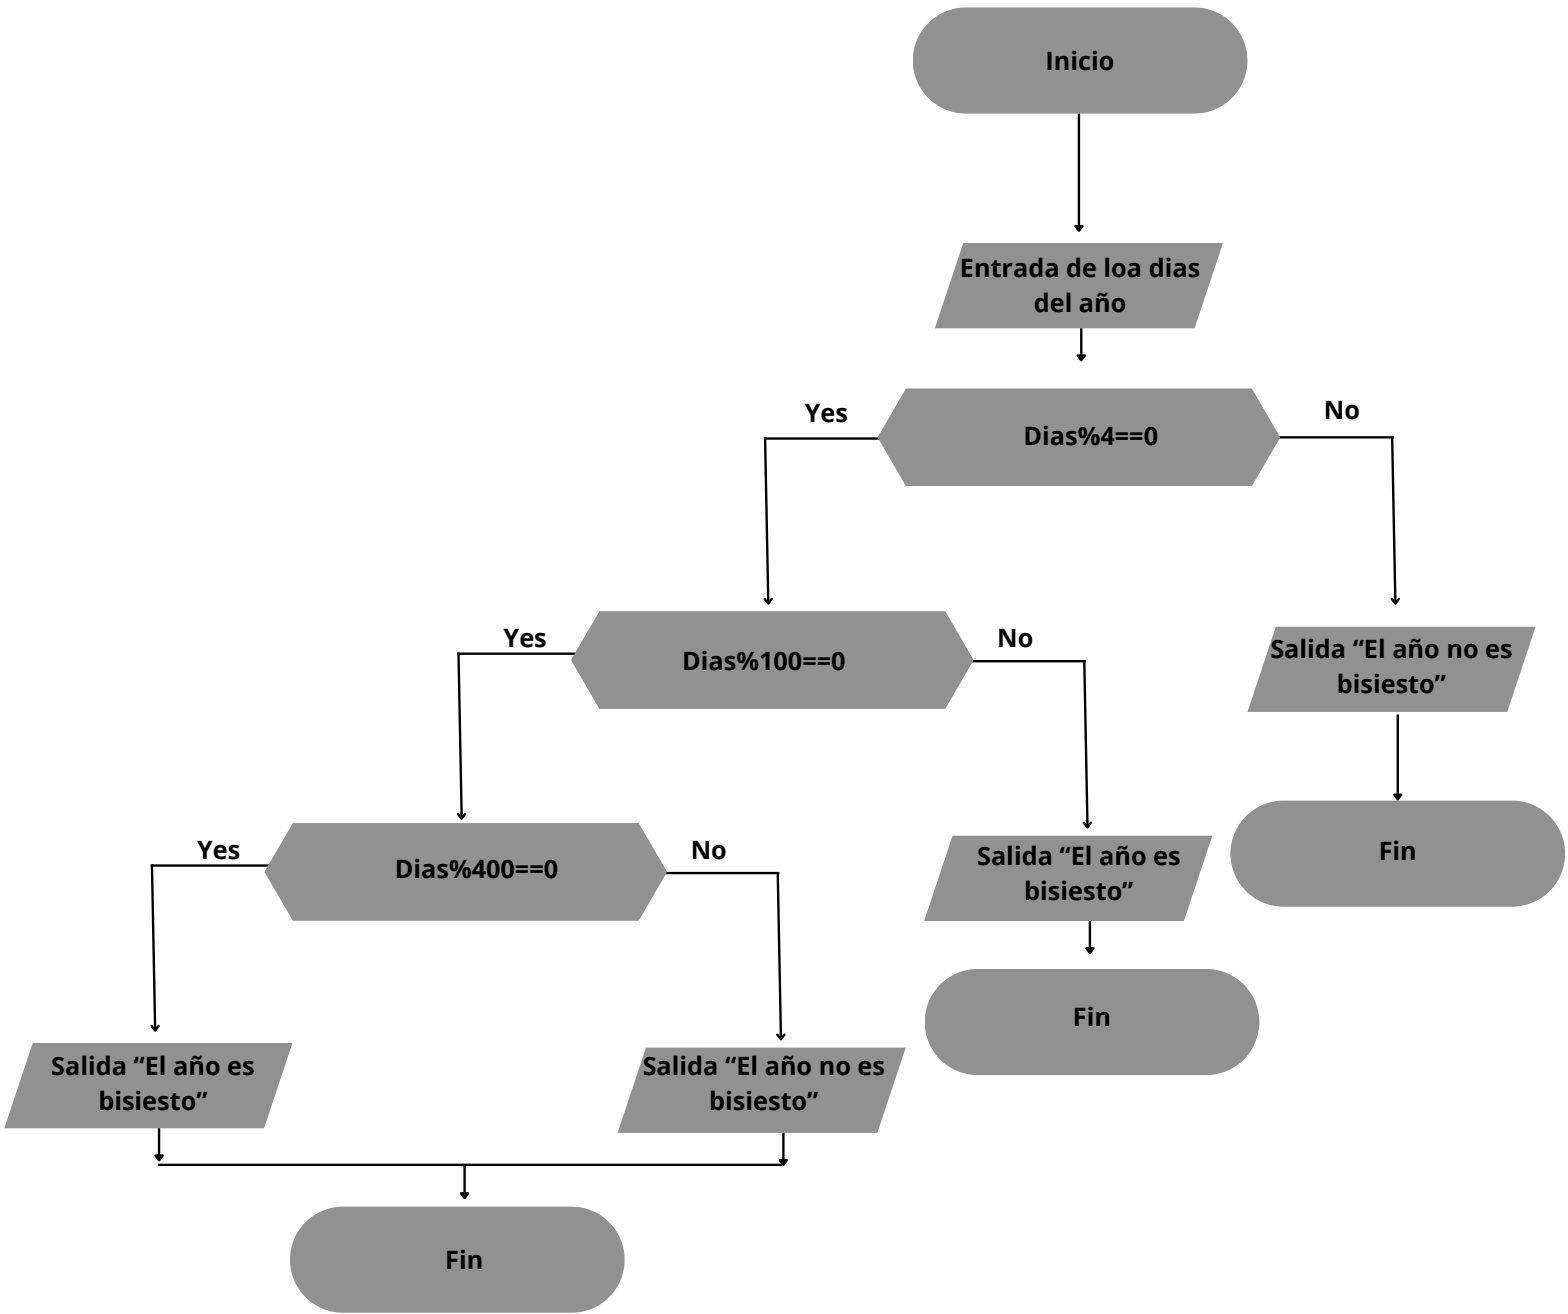 Inicio
Entrada de loa dias
del año
Yes
Dias%4==0
No
Yes
Dias%100==0
No
Salida “El año no es
bisiesto”
Yes
Dias%400==0
No
Salida “El año es
bisiesto”
Fin
Fin
Salida “El año es
bisiesto”
Salida “El año no es
bisiesto”
Fin